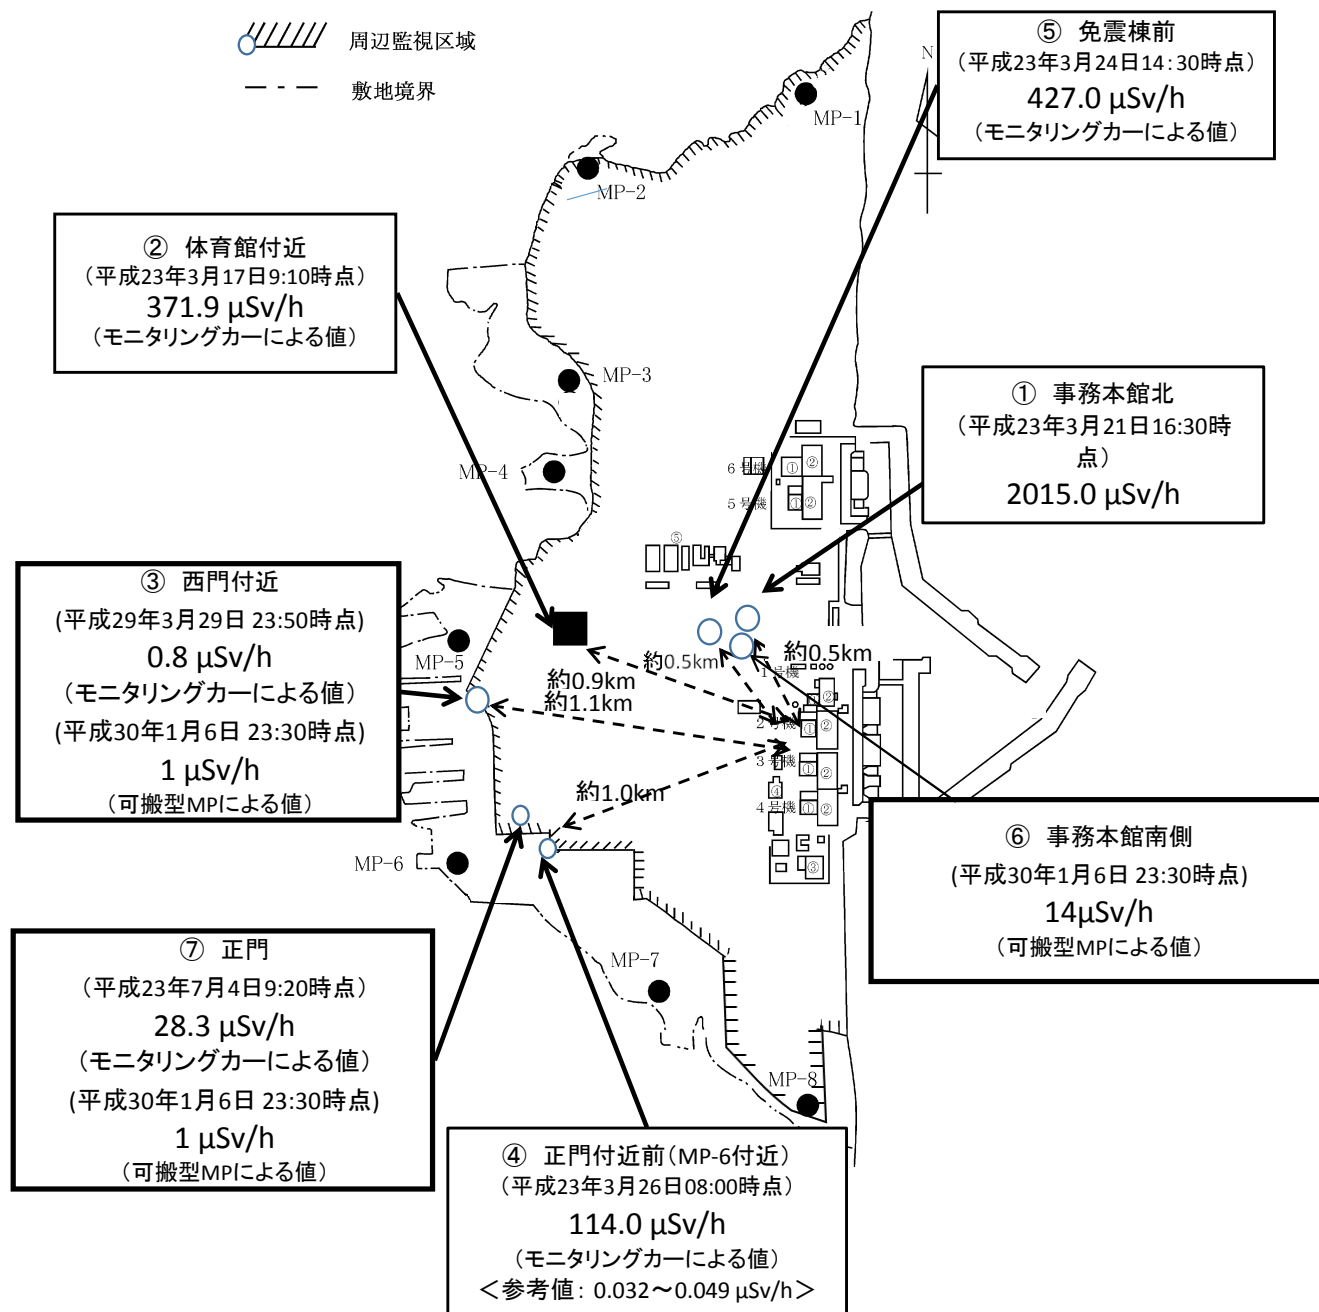 周辺監視区域
敷地境界
⑤ 免震棟前
(平成23年3月24日14:30時点)
427.0 μSv/h
(モニタリングカーによる値)
N
MP-1
MP-2
② 体育館付近
(平成23年3月17日9:10時点)
371.9 μSv/h
(モニタリングカーによる値)
MP-3
MP-4
① 事務本館北
(平成23年3月21日16:30時
点)
2015.0 μSv/h
6号機
①
②
5号機
①
②
⑤
③ 西門付近
(平成29年3月29日 23:50時点)
0.8 μSv/h
(モニタリングカーによる値)
(平成30年1月6日 23:30時点)
1 μSv/h
(可搬型MPによる値)
MP-5
約0.5km
約0.5km
約0.9km
約1.1km
約1.0km
1号機
②
2号機
①
②
3号機
①
②
④
4号機
①
②
③
MP-6
⑥ 事務本館南側
(平成30年1月6日 23:30時点)
14μSv/h
(可搬型MPによる値)
⑦ 正門
(平成23年7月4日9:20時点)
28.3 μSv/h
(モニタリングカーによる値)
(平成30年1月6日 23:30時点)
1 μSv/h
(可搬型MPによる値)
MP-7
MP-8
④ 正門付近前(MP-6付近)
(平成23年3月26日08:00時点)
114.0 μSv/h
(モニタリングカーによる値)
<参考値: 0.032～0.049 μSv/h>